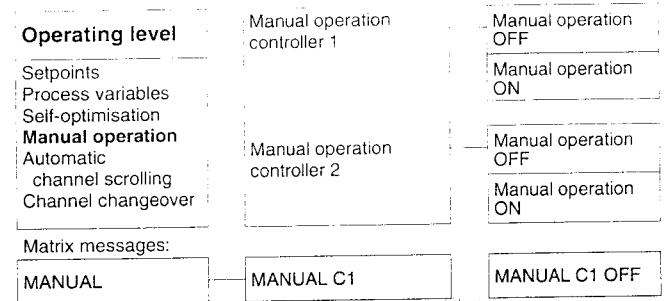 Operating level
Setpoints
Process variables
Self-optimisation
Manual operation
Automatic
channel scrolling
Channel changeover
Manual operation
controller 1
Manual operation
OFF
Manual operation
ON
Manual operation
controller 2
Manual operation
OFF
Manual operation
ON
Matrix messages:
MANUAL
MANUAL C1
MANUAL C1 OFF